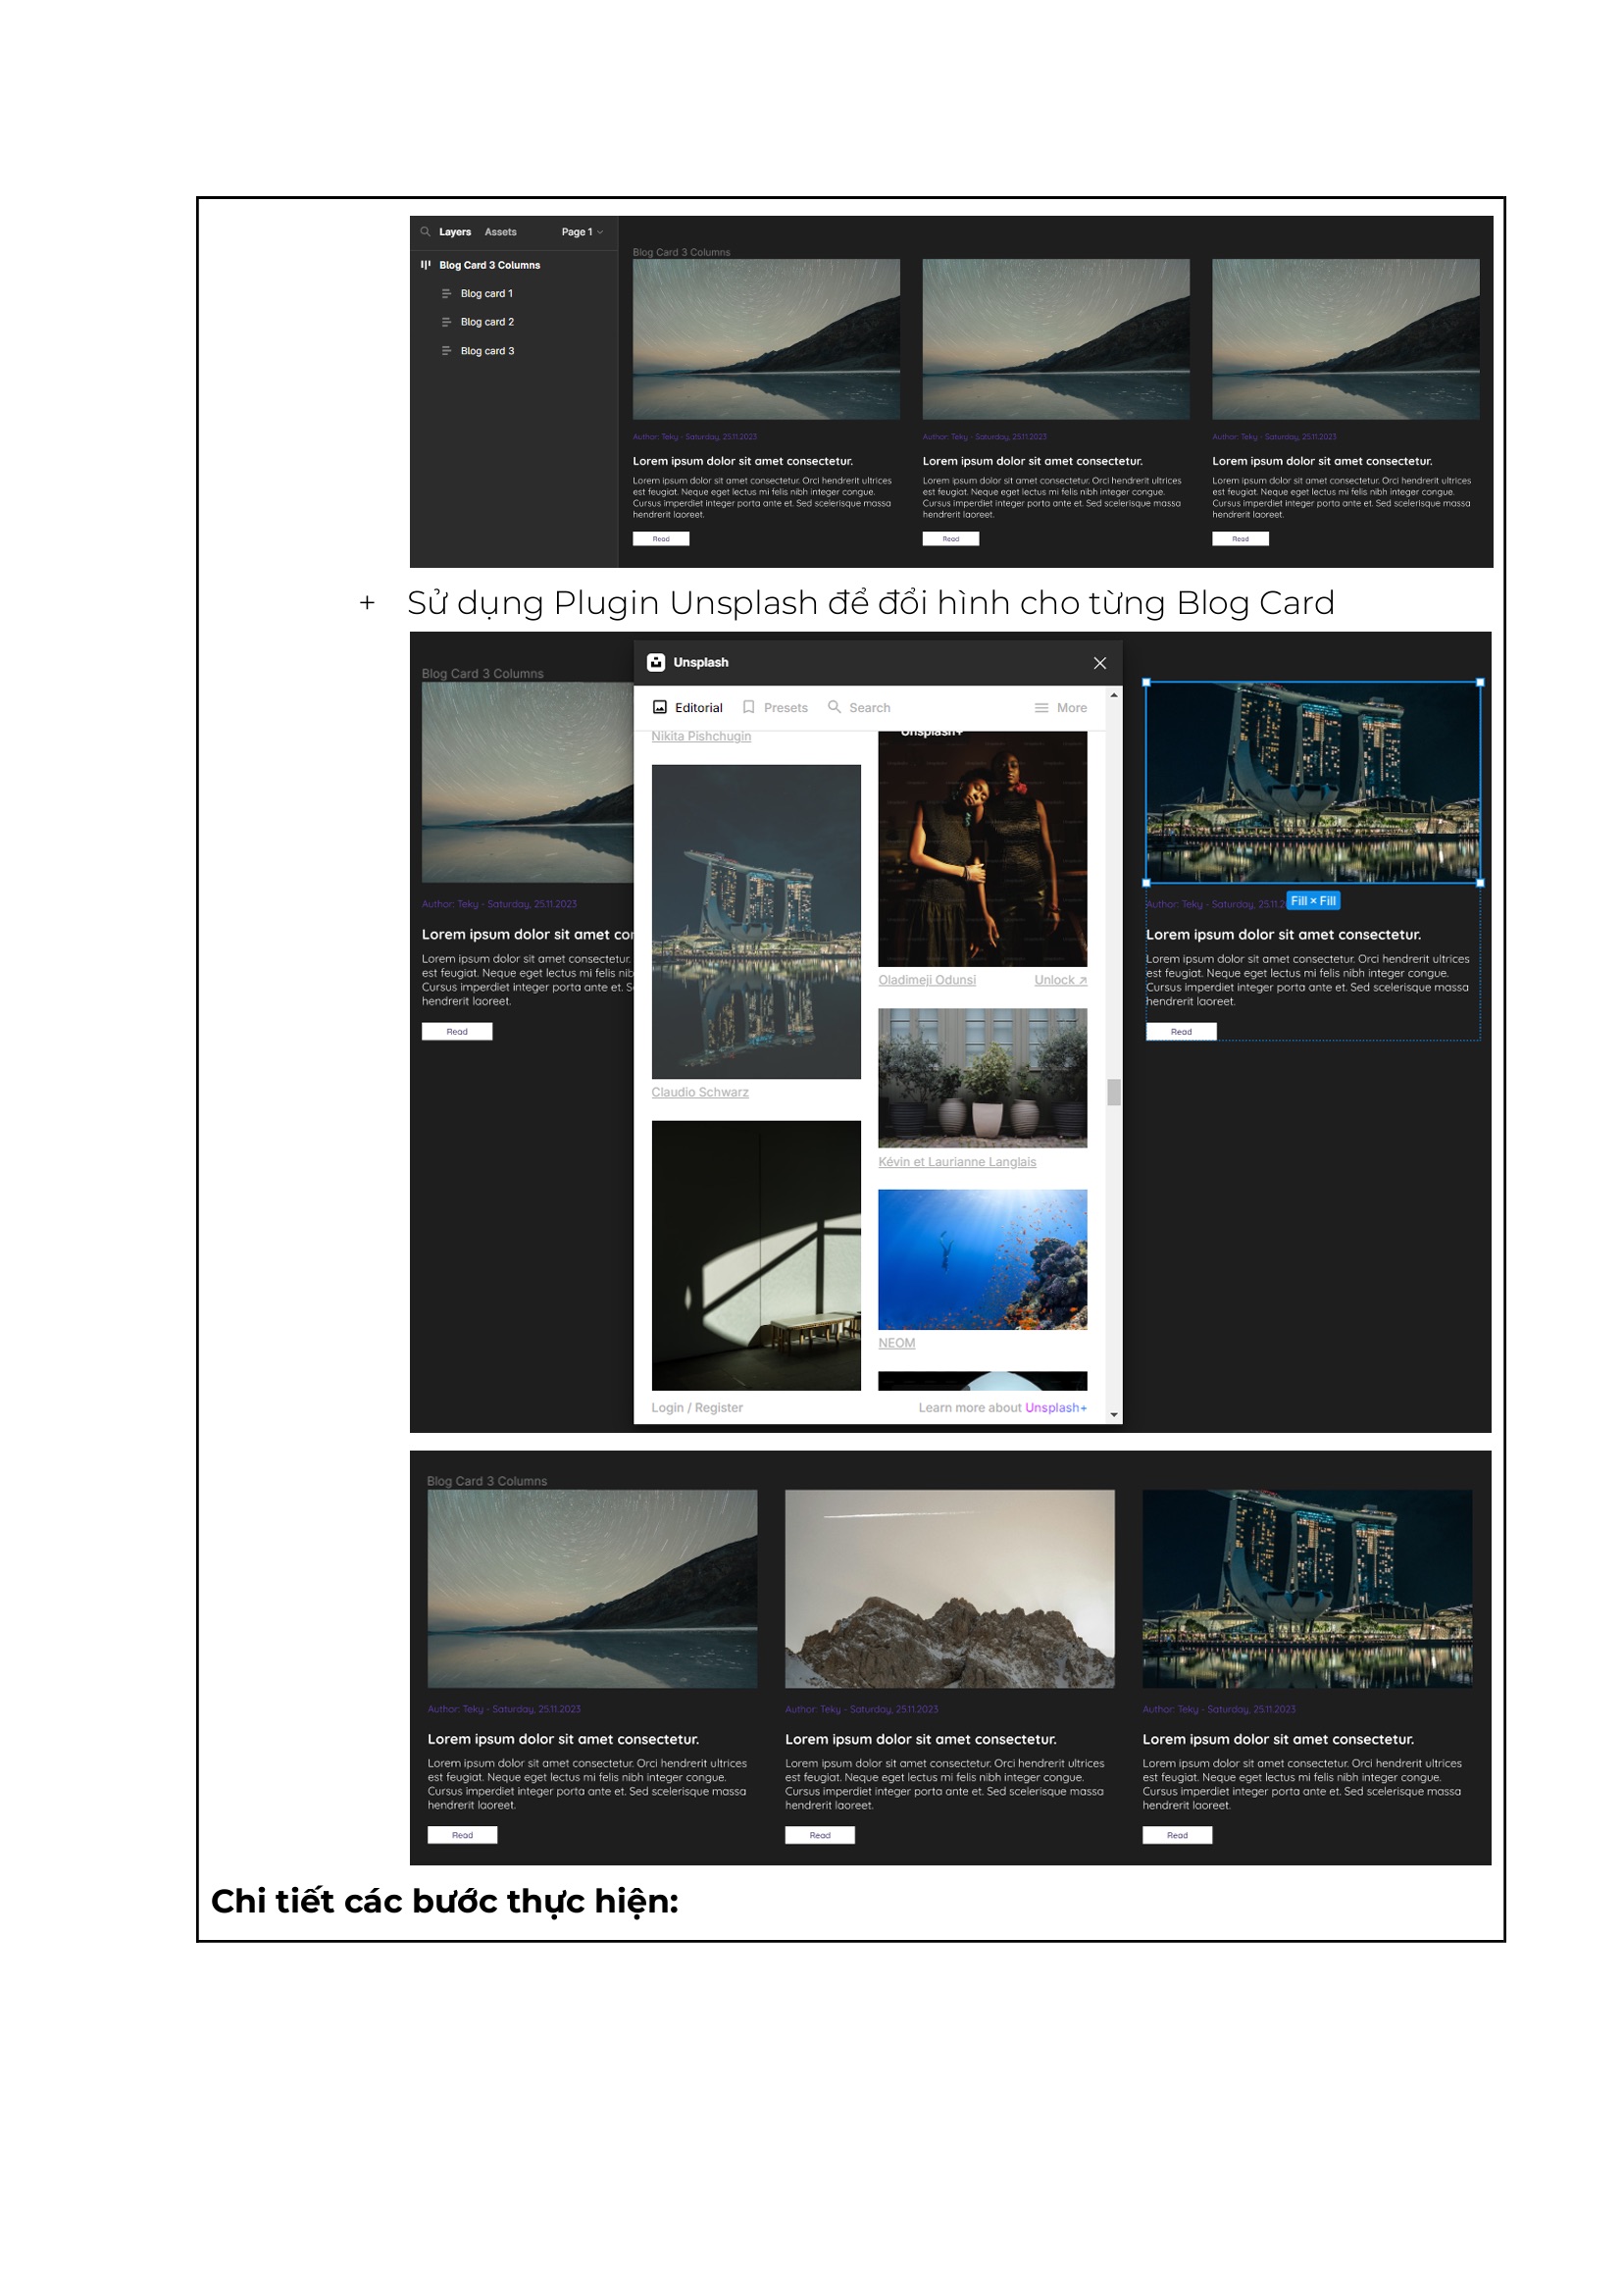 Layers Assets Page 1
Blog Card 3 Columns
Blog card 1
Blog card 2
Blog card 3
Blog Card 3 Columns
Author: Teky - Saturday, 25.11.2023
Lorem ipsum dolor sit amet consectetur.
Lorem ipsum dolor sit amet consectetur. Orci hendrerit ultrices
est feugiat. Neque eget lectus mi felis nibh integer congue.
Cursus imperdiet integer porta ante et. Sed scelerisque massa
hendrerit laoreet.
Read
Author: Teky - Saturday, 25.11.2023
Lorem ipsum dolor sit amet consectetur.
Lorem ipsum dolor sit amet consectetur. Orci hendrerit ultrices
est feugiat. Neque eget lectus mi felis nibh integer congue.
Cursus imperdiet integer porta ante et. Sed scelerisque massa
hendrerit laoreet.
Read
Author: Teky - Saturday, 25.11.2023
Lorem ipsum dolor sit amet consectetur.
Lorem ipsum dolor sit amet consectetur. Orci hendrerit ultrices
est feugiat. Neque eget lectus mi felis nibh integer congue.
Cursus imperdiet integer porta ante et. Sed scelerisque massa
hendrerit laoreet.
Read
+ Sử dụng Plugin Unsplash để đổi hình cho từng Blog Card
Blog Card 3 Columns
Author: Teky - Saturday, 25.11.2023
Lorem ipsum dolor sit amet cor
Lorem ipsum dolor sit amet consectetur.
est feugiat. Neque eget lectus mi felis nib
Cursus imperdiet integer porta ante et. S
hendrerit laoreet.
Read
Unsplash
Editorial Presets Search More
Nikita Pishchugin
Unsplash+
Oladimeji Odunsi Unlock ↗
Claudio Schwarz
Kévin et Laurianne Langlais
NEOM
Login / Register Learn more about Unsplash+
Author: Teky - Saturday, 25.11.2
Fill × Fill
Lorem ipsum dolor sit amet consectetur.
Lorem ipsum dolor sit amet consectetur. Orci hendrerit ultrices
est feugiat. Neque eget lectus mi felis nibh integer congue.
Cursus imperdiet integer porta ante et. Sed scelerisque massa
hendrerit laoreet.
Read
Blog Card 3 Columns
Author: Teky - Saturday, 25.11.2023
Lorem ipsum dolor sit amet consectetur.
Lorem ipsum dolor sit amet consectetur. Orci hendrerit ultrices
est feugiat. Neque eget lectus mi felis nibh integer congue.
Cursus imperdiet integer porta ante et. Sed scelerisque massa
hendrerit laoreet.
Read
Author: Teky - Saturday, 25.11.2023
Lorem ipsum dolor sit amet consectetur.
Lorem ipsum dolor sit amet consectetur. Orci hendrerit ultrices
est feugiat. Neque eget lectus mi felis nibh integer congue.
Cursus imperdiet integer porta ante et. Sed scelerisque massa
hendrerit laoreet.
Read
Author: Teky - Saturday, 25.11.2023
Lorem ipsum dolor sit amet consectetur.
Lorem ipsum dolor sit amet consectetur. Orci hendrerit ultrices
est feugiat. Neque eget lectus mi felis nibh integer congue.
Cursus imperdiet integer porta ante et. Sed scelerisque massa
hendrerit laoreet.
Read
Chi tiết các bước thực hiện: